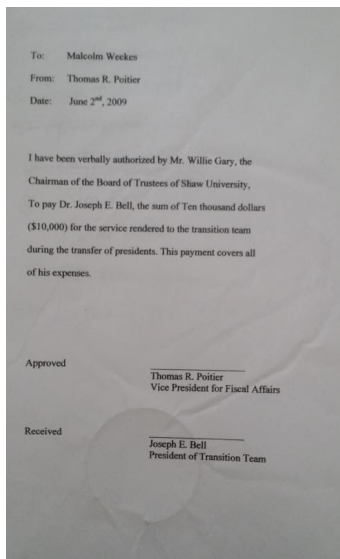 To: Malcolm Weekes
From: Thomas R. Poitier
Date: June 2nd, 2009
I have been verbally authorized by Mr. Willie Gary, the
Chairman of the Board of Trustees of Shaw University,
To pay Dr. Joseph E. Bell, the sum of Ten thousand dollars
($10,000) for the service rendered to the transition team
during the transfer of presidents. This payment covers all
of his expenses.
Approved
Thomas R. Poitier
Vice President for Fiscal Affairs
Received
Joseph E. Bell
President of Transition Team